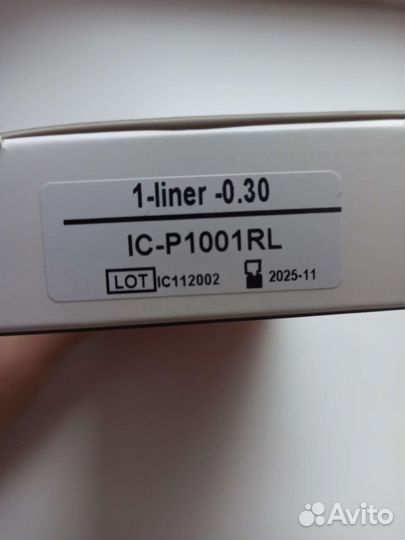 1-liner -0.30
IC-P1001RL
LOT IC112002 2025-11
Avito